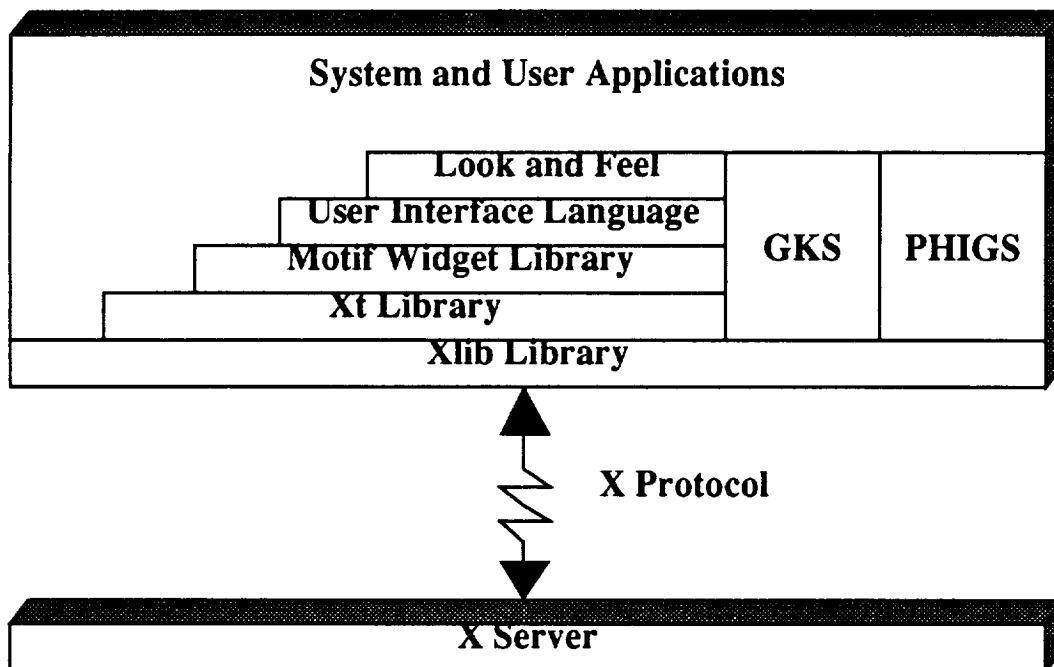 System and User Applications
Look and Feel
User Interface Language
Motif Widget Library
Xt Library
GKS
PHIGS
Xlib Library
X Protocol
X Server